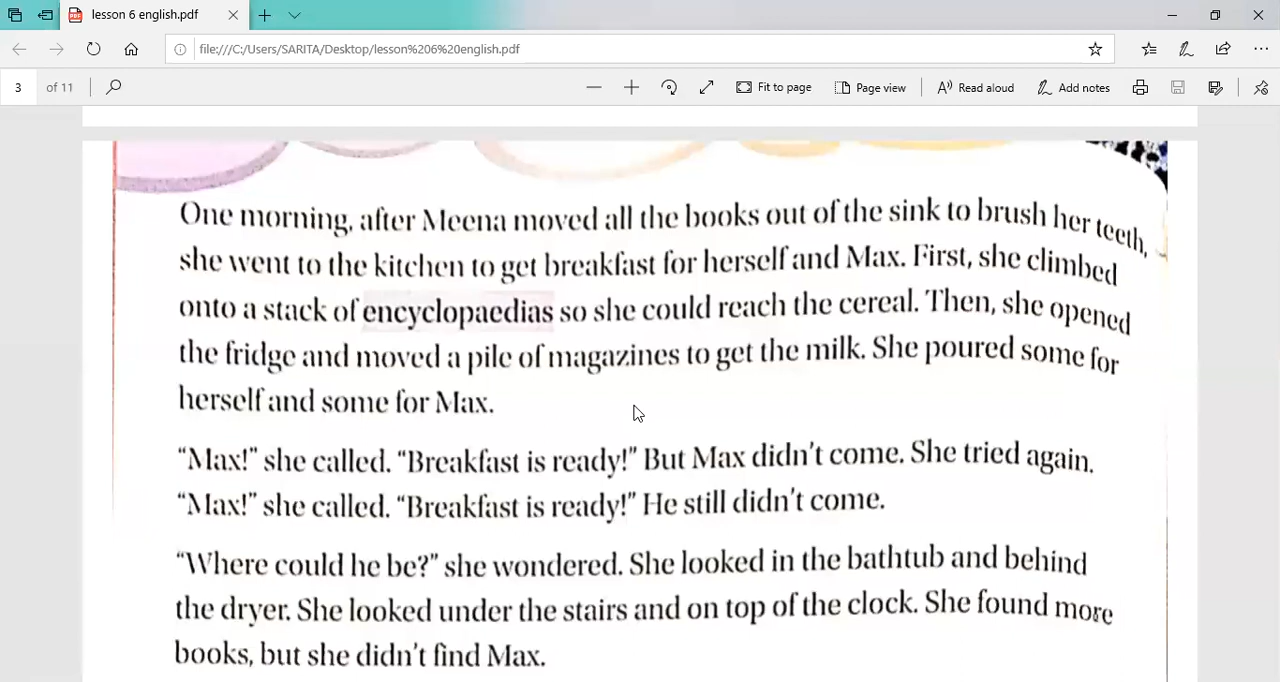 lesson 6 english.pdf
file:///C:/Users/SARITA/Desktop/lesson%206%20english.pdf
3 of 11 Fit to page Page view Read aloud Add notes
One morning, after Meena moved all the books out of the sink to brush her teeth,
she went to the kitchen to get breakfast for herself and Max. First, she climbed
onto a stack of encyclopaedias so she could reach the cereal. Then, she opened
the fridge and moved a pile of magazines to get the milk. She poured some for
herself and some for Max.
“Max!” she called. “Breakfast is ready!” But Max didn’t come. She tried again.
“Max!” she called. “Breakfast is ready!” He still didn’t come.
“Where could he be?” she wondered. She looked in the bathtub and behind
the dryer. She looked under the stairs and on top of the clock. She found more
books, but she didn’t find Max.